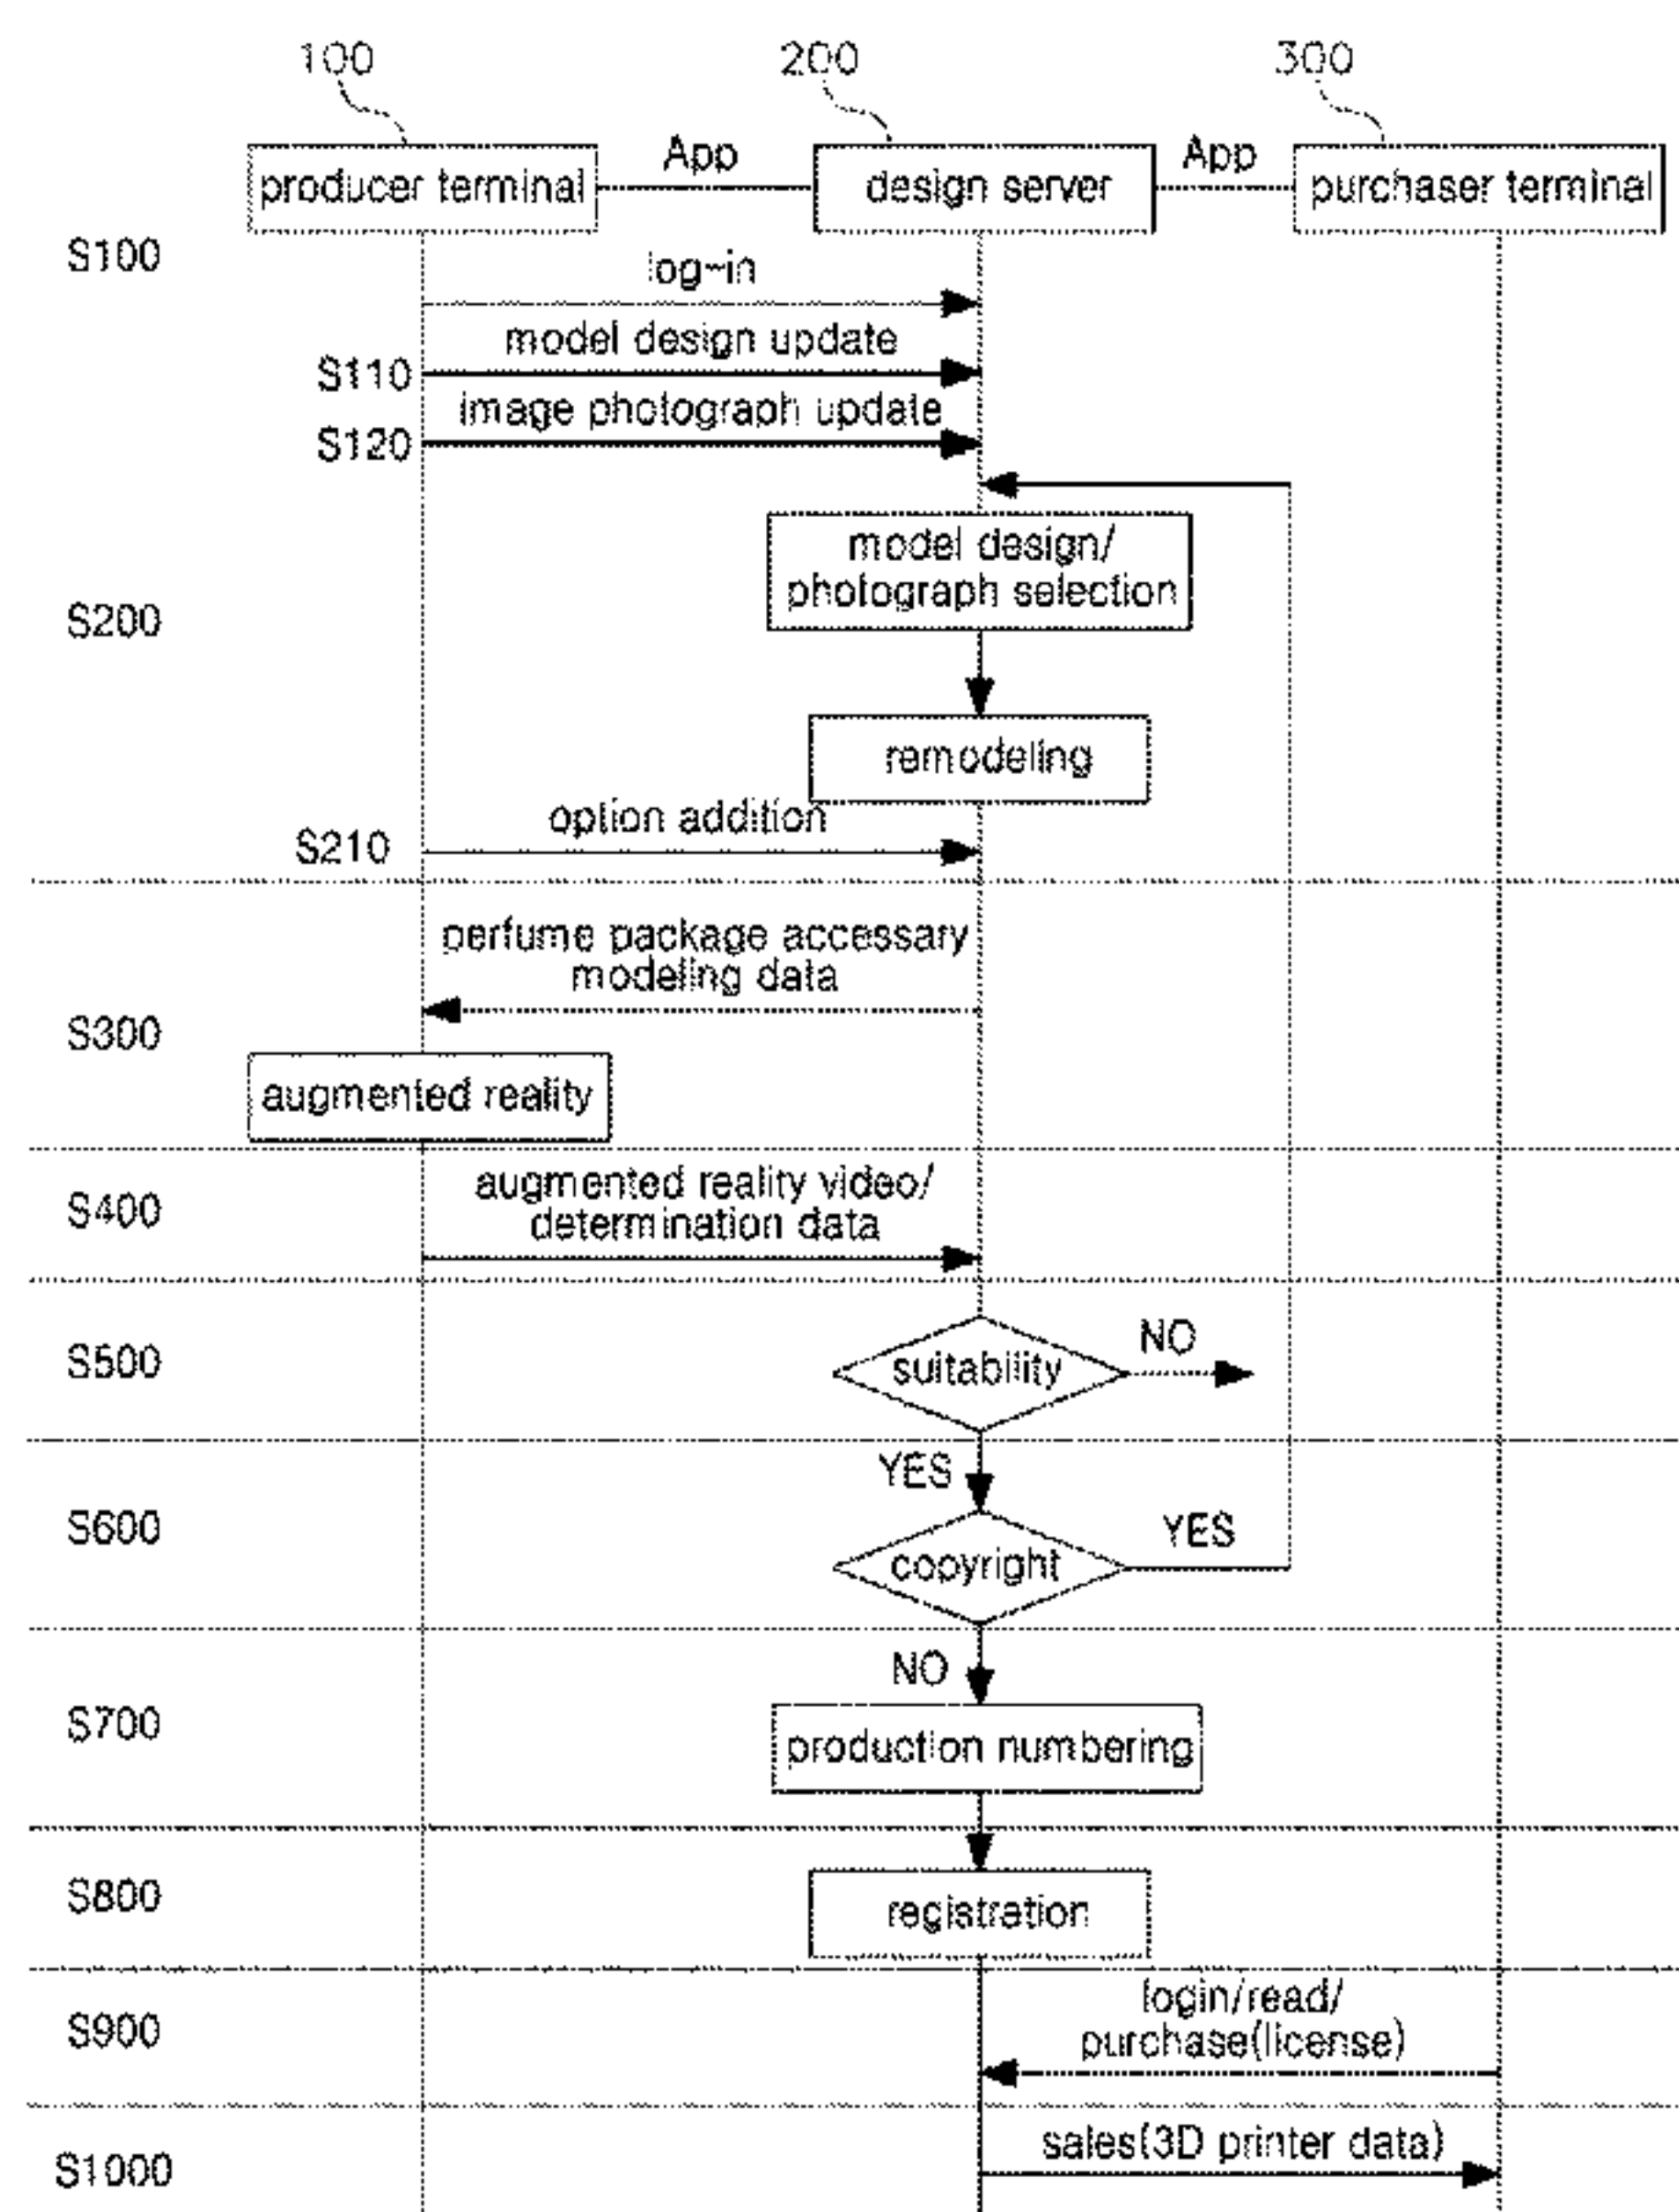 100
200
300
producer terminal
App
design server
App
purchaser terminal
S100
log-in
model design update
S110
image photograph update
S120
model design/
photograph selection
S200
remodeling
option addition
S210
perfume package accessary
modeling data
S300
augmented reality
augmented reality video/
determination data
S400
suitability
NO
S500
YES
copyright
YES
S600
NO
production numbering
S700
registration
S800
login/read/
purchase(license)
S900
sales(3D printer data)
S1000